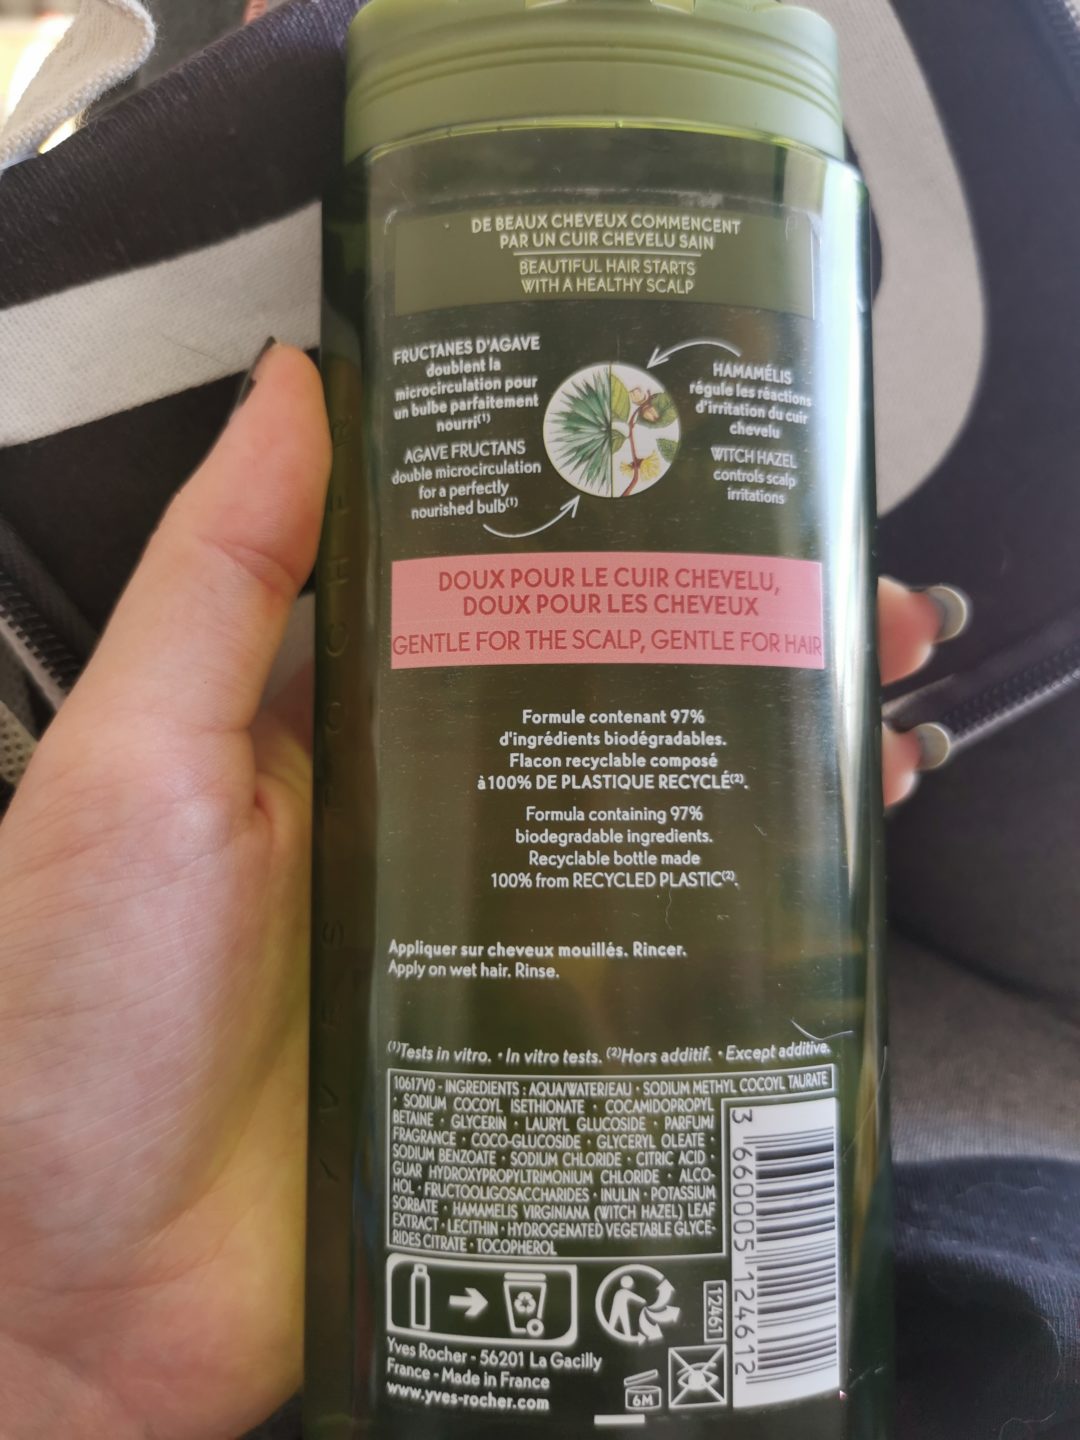 DE BEAUX CHEVEUX COMMENCENT
PAR UN CUIR CHEVELU SAIN
BEAUTIFUL HAIR STARTS
WITH A HEALTHY SCALP
FRUCTANES D'AGAVE
doublent la
microcirculation pour
un bulbe parfaitement
nourri(1)
AGAVE FRUCTANS
double microcirculation
for a perfectly
nourished bulb(1)
HAMAMÉLIS
régule les réactions
d'irritation du cuir
chevelu
WITCH HAZEL
controls scalp
irritations
DOUX POUR LE CUIR CHEVELU,
DOUX POUR LES CHEVEUX
GENTLE FOR THE SCALP, GENTLE FOR HAIR
Formule contenant 97%
d'ingrédients biodégradables.
Flacon recyclable composé
à 100% DE PLASTIQUE RECYCLÉ(2).
Formula containing 97%
biodegradable ingredients.
Recyclable bottle made
100% from RECYCLED PLASTIC(2).
Appliquer sur cheveux mouillés. Rincer.
Apply on wet hair. Rinse.
(1)Tests in vitro. • In vitro tests. (2)Hors additif. • Except additive.
10617V0 - INGREDIENTS : AQUA/WATER/EAU • SODIUM METHYL COCOYL TAURATE
• SODIUM COCOYL ISETHIONATE • COCAMIDOPROPYL
BETAINE • GLYCERIN • LAURYL GLUCOSIDE • PARFUM/
FRAGRANCE • COCO-GLUCOSIDE • GLYCERYL OLEATE •
SODIUM BENZOATE • SODIUM CHLORIDE • CITRIC ACID •
GUAR HYDROXYPROPYLTRIMONIUM CHLORIDE • ALCO-
HOL • FRUCTOOLIGOSACCHARIDES • INULIN • POTASSIUM
SORBATE • HAMAMELIS VIRGINIANA (WITCH HAZEL) LEAF
EXTRACT • LECITHIN • HYDROGENATED VEGETABLE GLYCE-
RIDES CITRATE • TOCOPHEROL
3 660005 124612
12461
Yves Rocher - 56201 La Gacilly
France - Made in France
www.yves-rocher.com
6M
YVES ROCHER